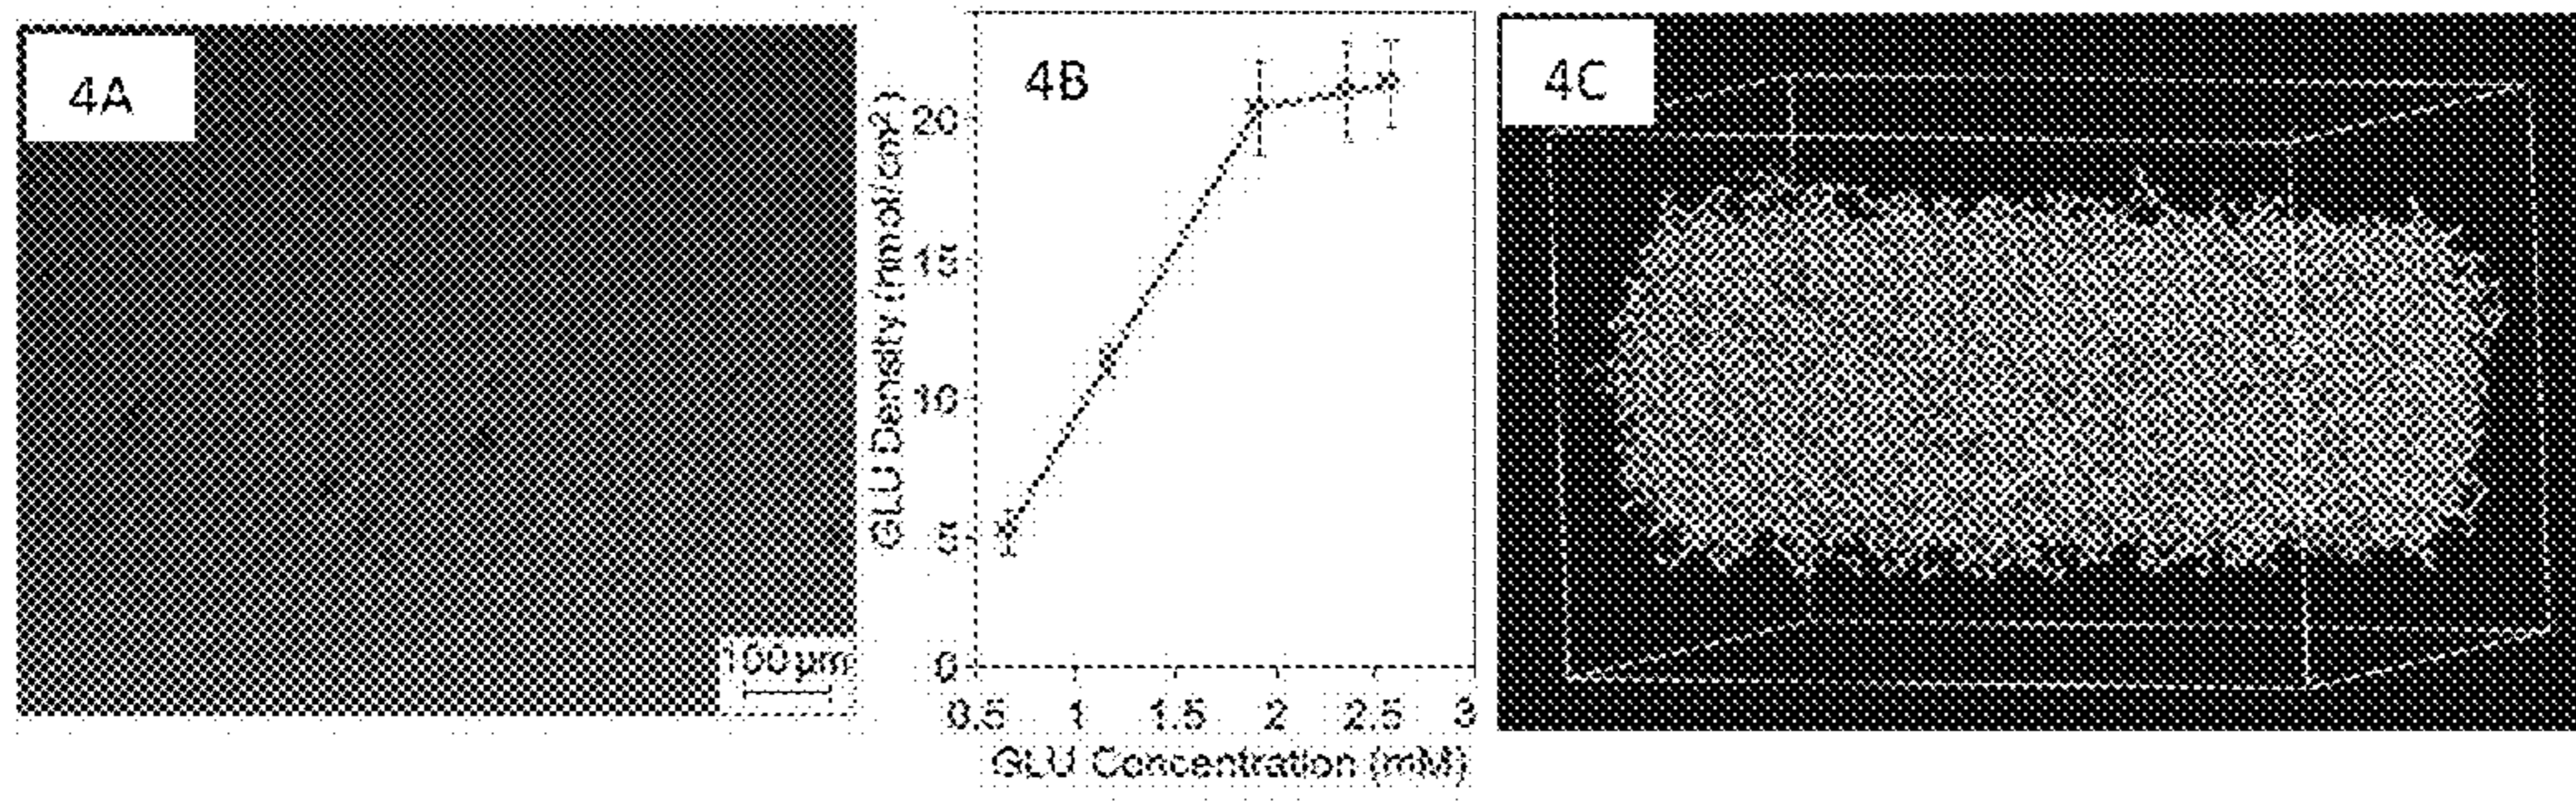 4A
100 µm
4B
GLU Density (nmol/cm²)
20
15
10
5
0
0.5 1 1.5 2 2.5 3
GLU Concentration (mM)
4C